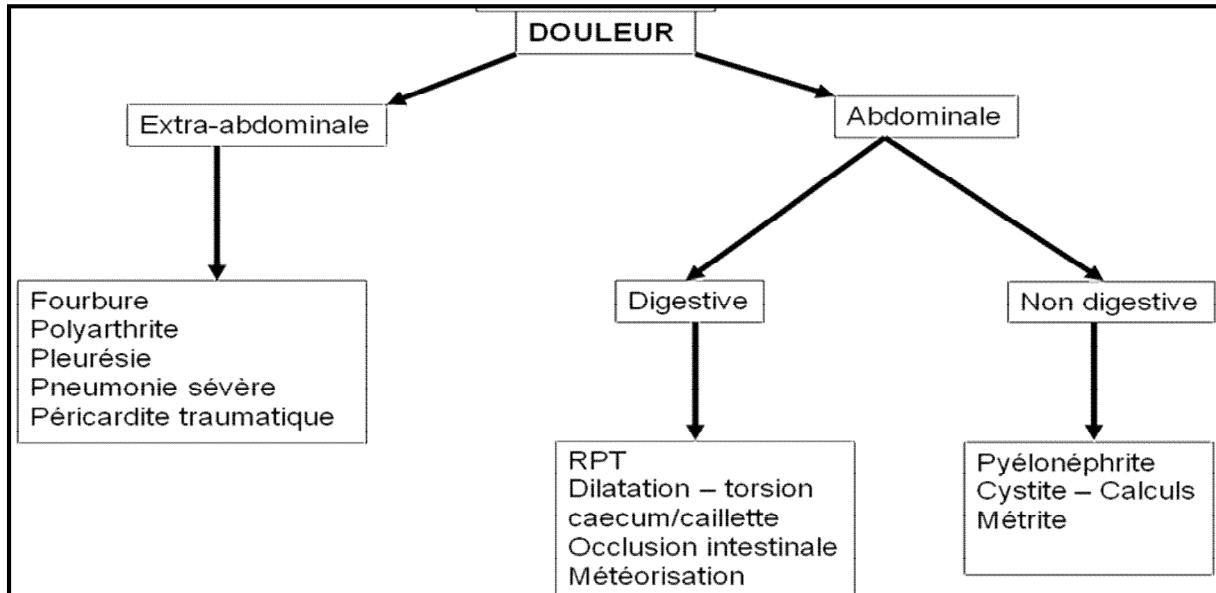 DOULEUR
Extra-abdominale
Abdominale
Fourbure
Polyarthrite
Pleurésie
Pneumonie sévère
Péricardite traumatique
Digestive
Non digestive
RPT
Dilatation – torsion
caecum/caillette
Occlusion intestinale
Météorisation
Pyélonéphrite
Cystite – Calculs
Métrite